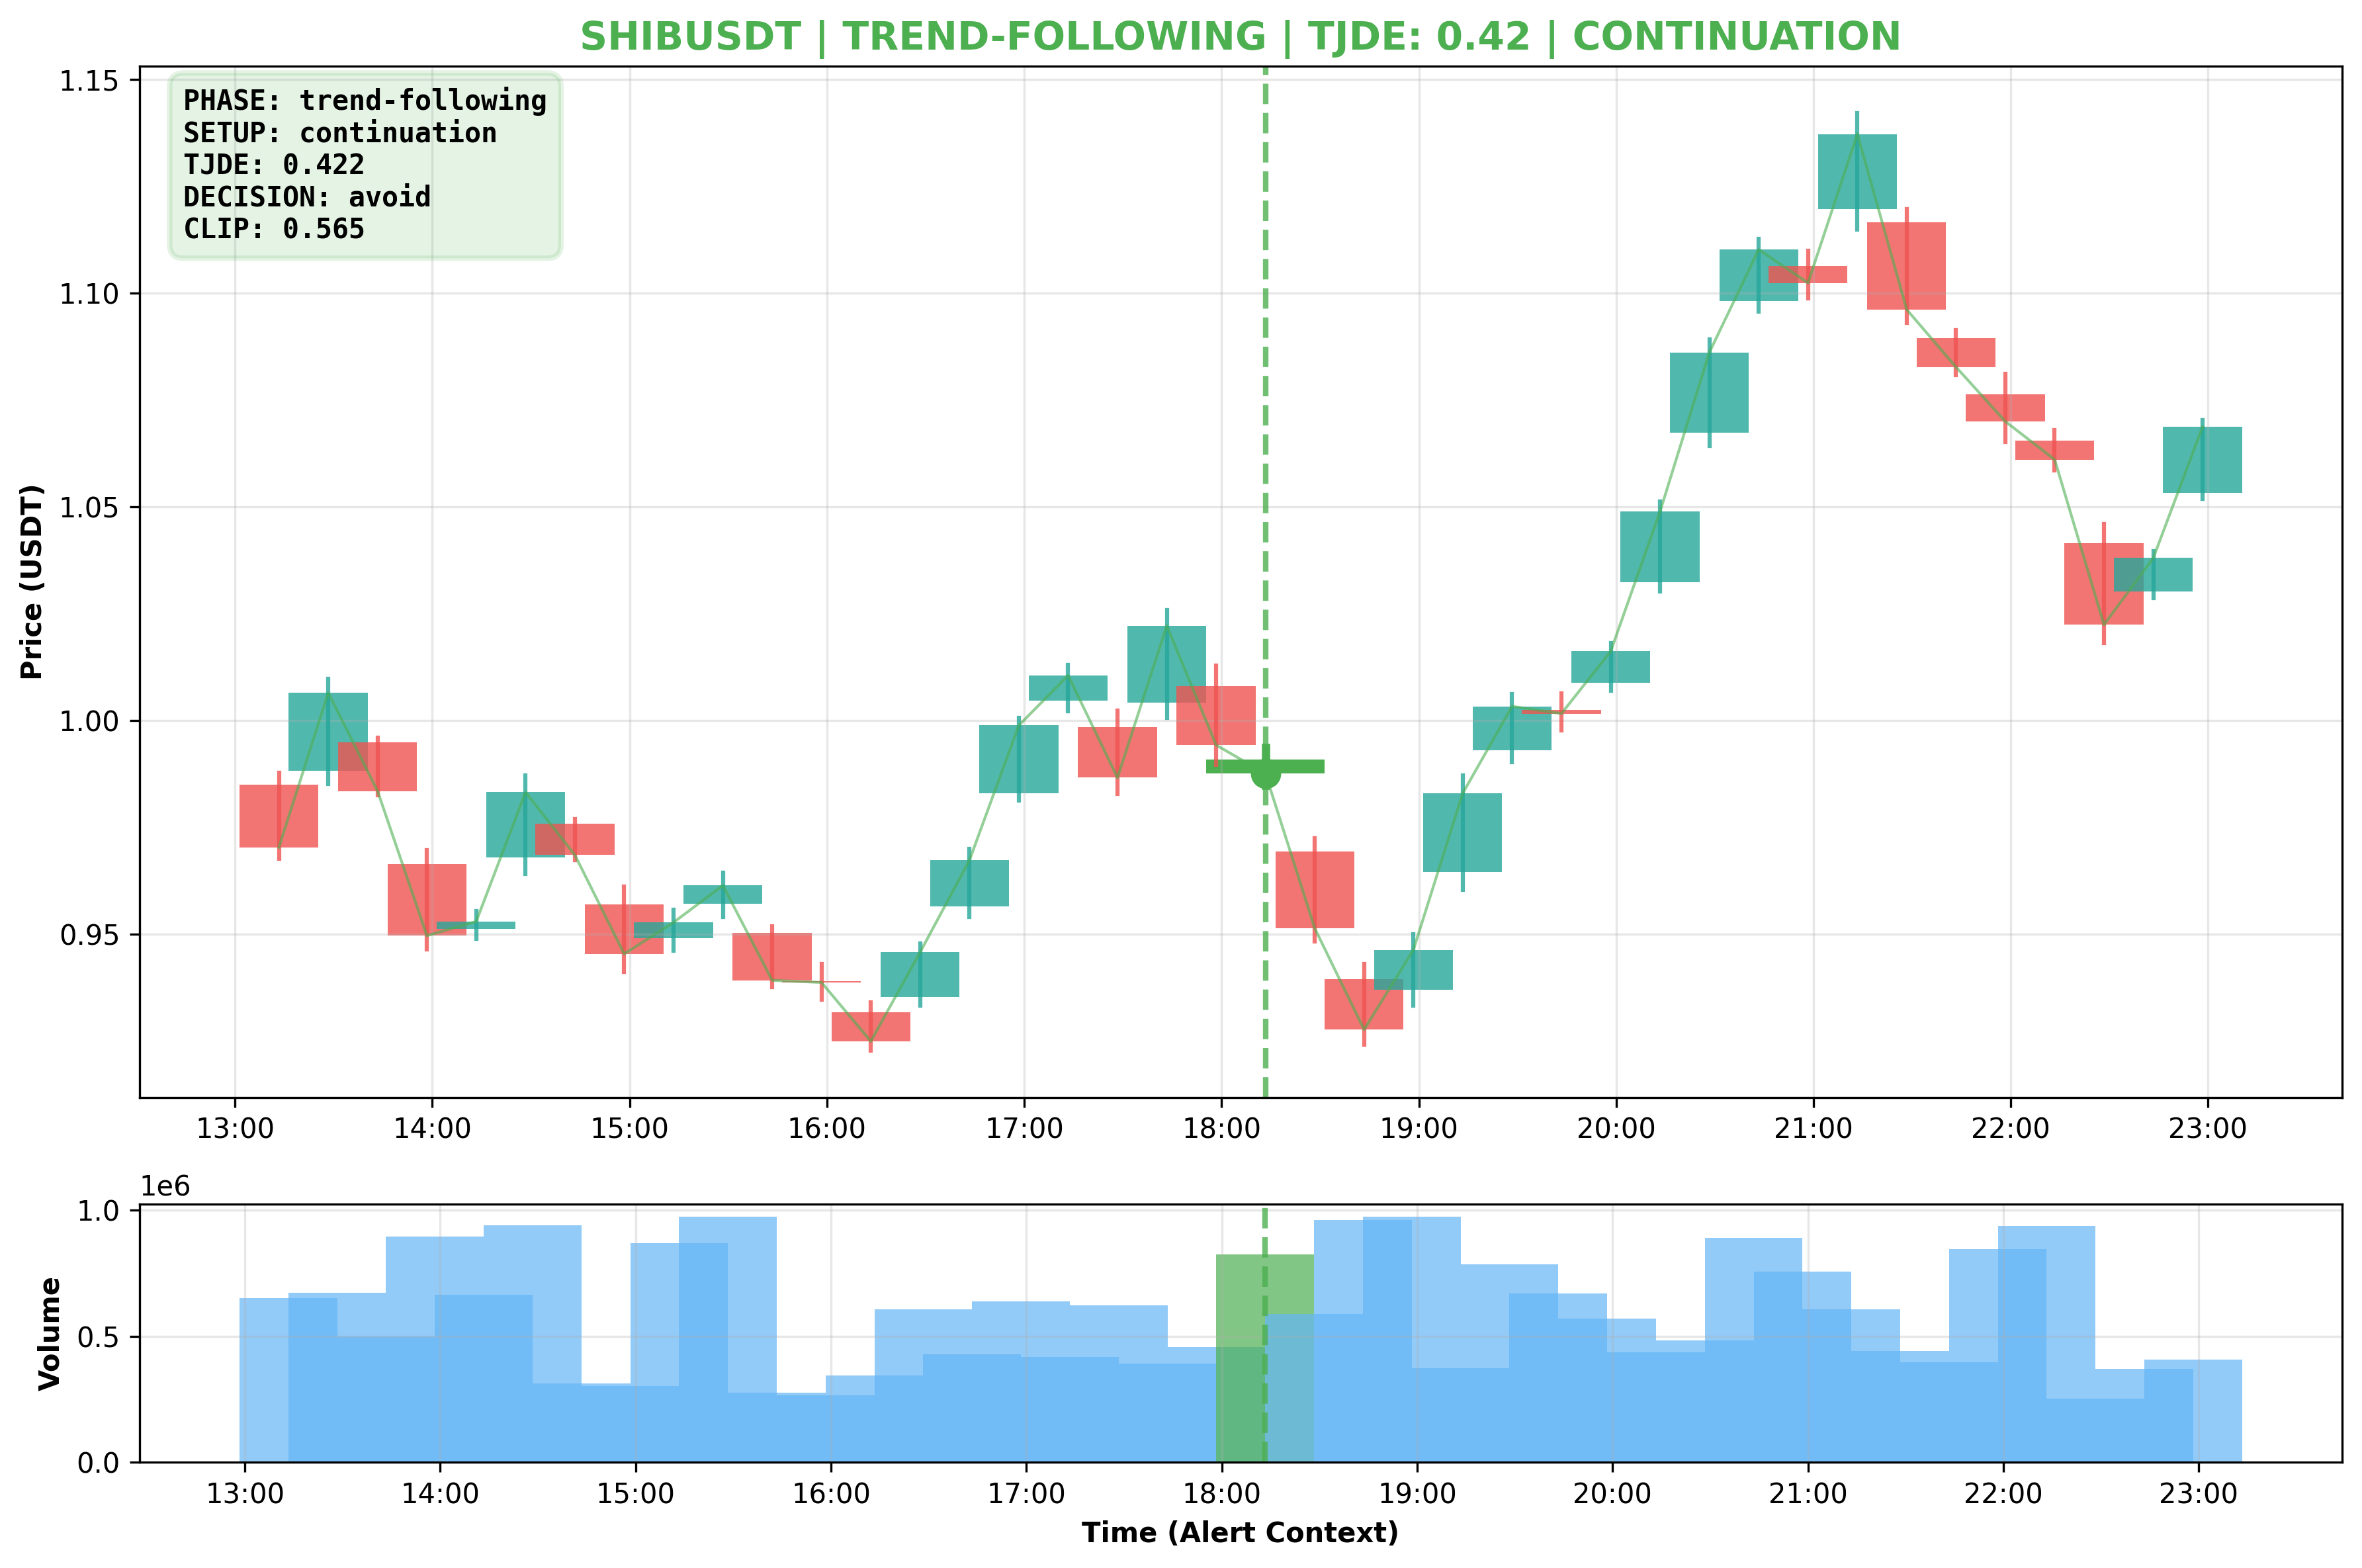 SHIBUSDT | TREND-FOLLOWING | TJDE: 0.42 | CONTINUATION
PHASE: trend-following
SETUP: continuation
TJDE: 0.422
DECISION: avoid
CLIP: 0.565
Price (USDT)
1.15
1.10
1.05
1.00
0.95
13:00 14:00 15:00 16:00 17:00 18:00 19:00 20:00 21:00 22:00 23:00
1e6
Volume
1.0
0.5
0.0
13:00 14:00 15:00 16:00 17:00 18:00 19:00 20:00 21:00 22:00 23:00
Time (Alert Context)